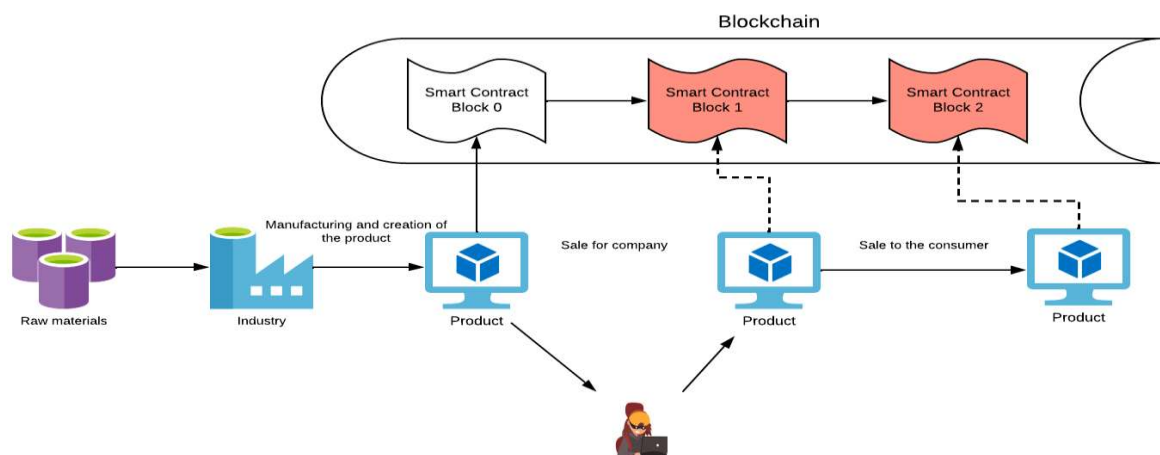 Blockchain
Smart Contract
Block 0
Smart Contract
Block 1
Smart Contract
Block 2
Manufacturing and creation of
the product
Sale for company
Sale to the consumer
Raw materials
Industry
Product
Product
Product